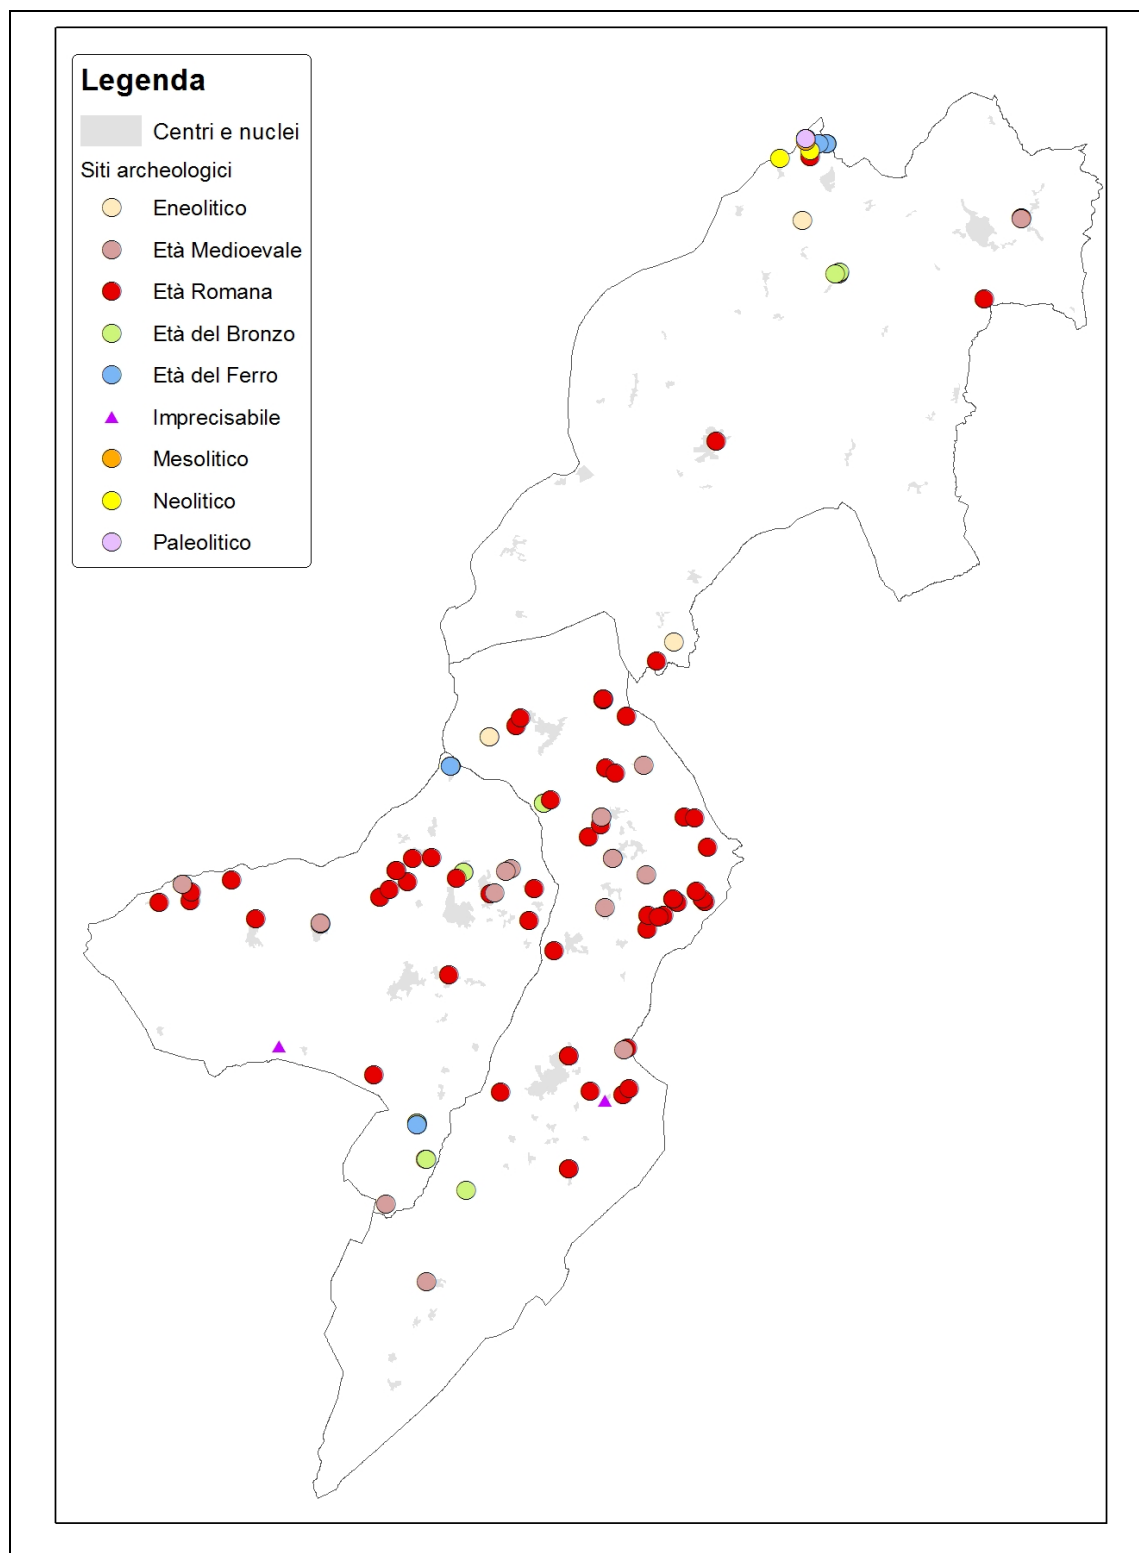 Legenda
Centri e nuclei
Siti archeologici
Eneolitico
Età Medioevale
Età Romana
Età del Bronzo
Età del Ferro
Imprecisabile
Mesolitico
Neolitico
Paleolitico